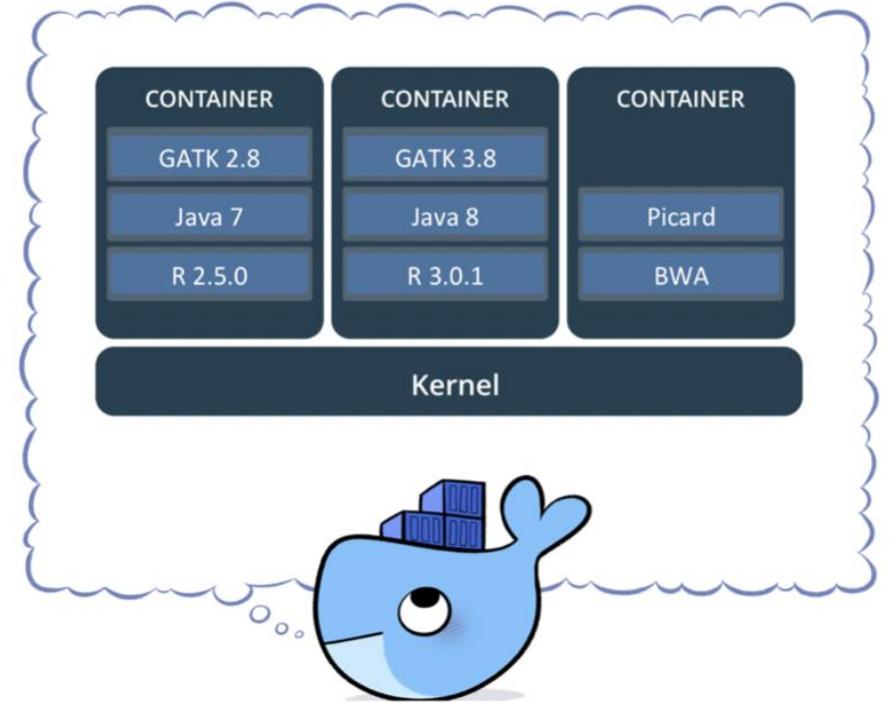 CONTAINER
GATK 2.8
Java 7
R 2.5.0
CONTAINER
GATK 3.8
Java 8
R 3.0.1
CONTAINER
Picard
BWA
Kernel